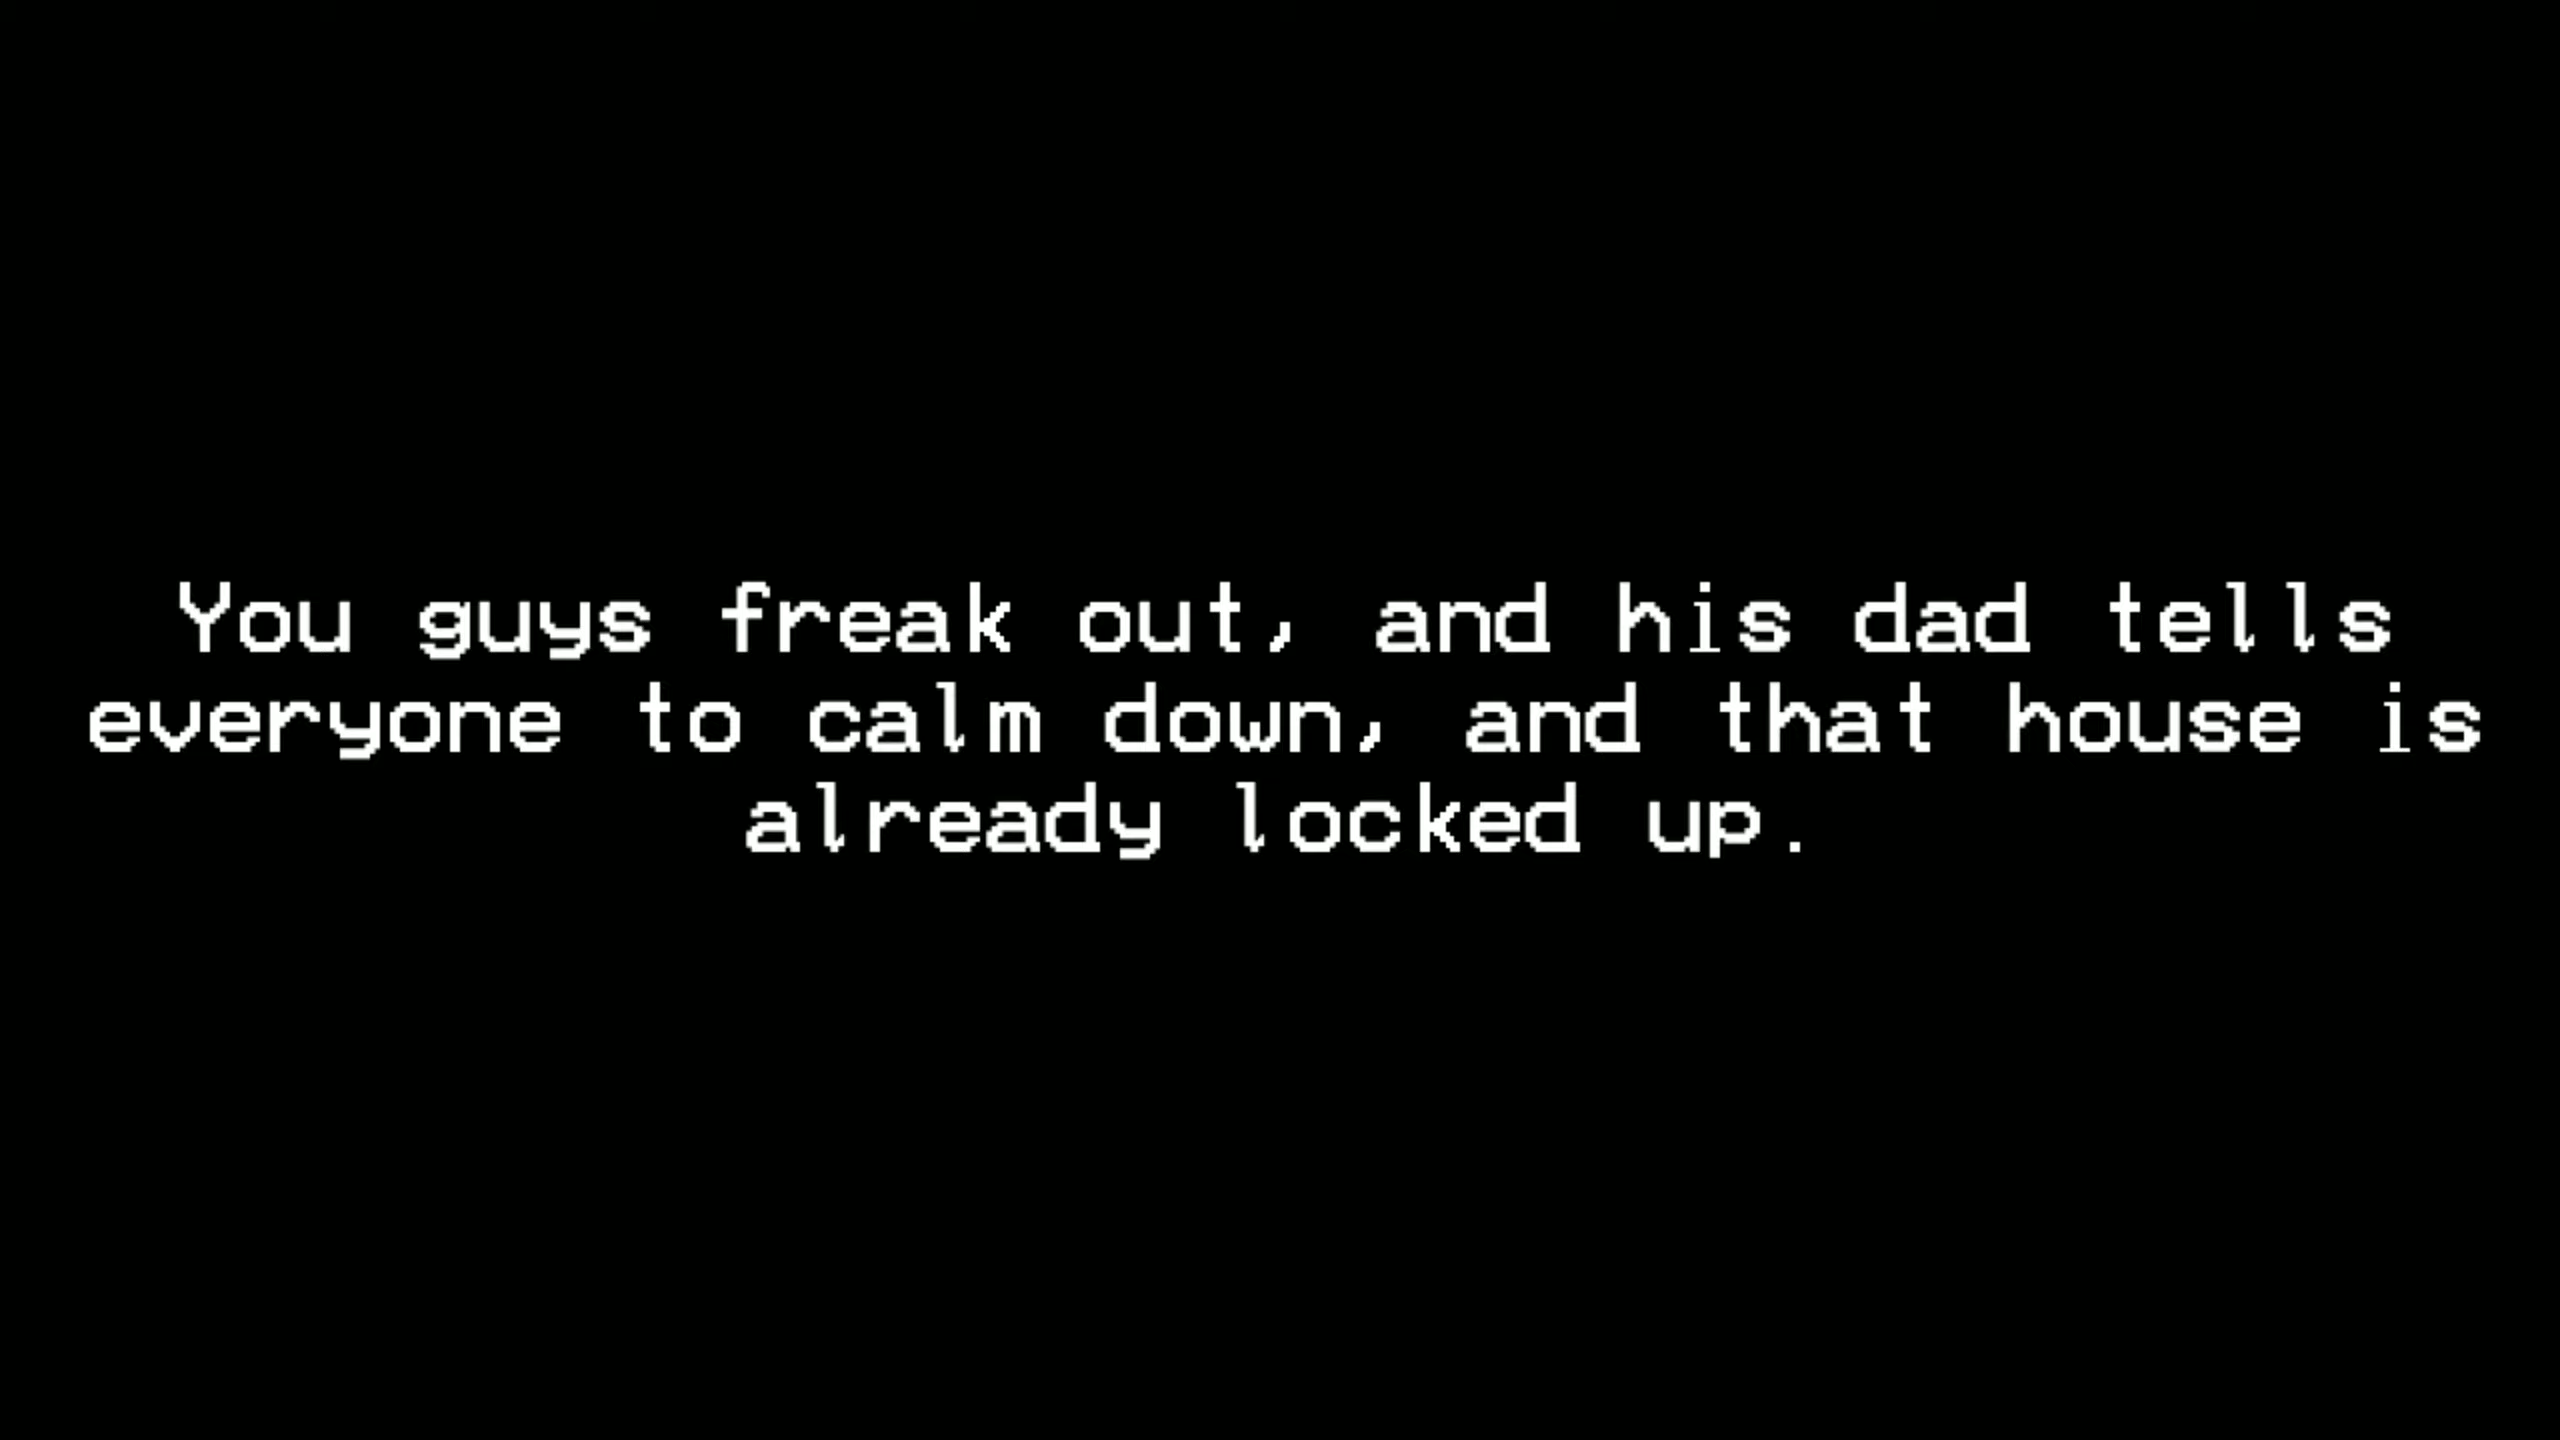 You guys freak out, and his dad tells
everyone to calm down, and that house is
already locked up.